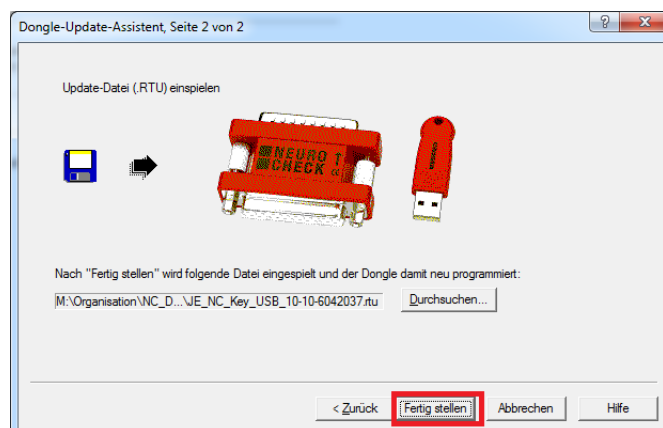 Dongle-Update-Assistent, Seite 2 von 2
Update-Datei (.RTU) einspielen
NEURO
CHECK
Nach "Fertig stellen" wird folgende Datei eingespielt und der Dongle damit neu programmiert:
M:\Organisation\NC_D...\JE_NC_Key_USB_10-10-6042037.rtu Durchsuchen...
< Zurück Fertig stellen Abbrechen Hilfe